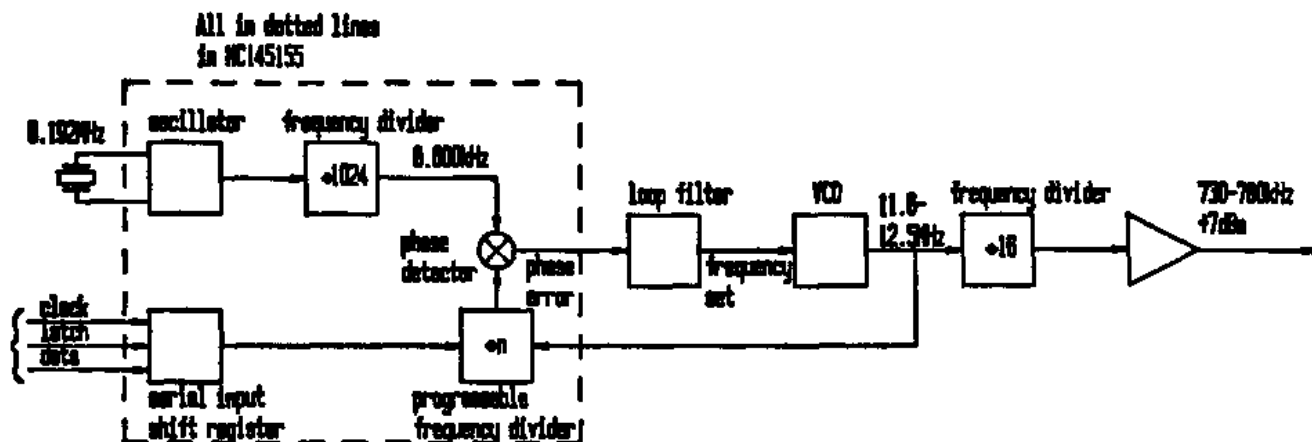 All in dotted lines
in MC145155
oscillator
frequency divider
8.192MHz
÷1024
8.000kHz
loop filter
VCO
11.6-
12.5MHz
frequency divider
730-780kHz
+7dBm
phase
detector
phase
error
frequency
set
÷16
clock
latch
data
÷n
serial input
shift register
progammable
frequency divider